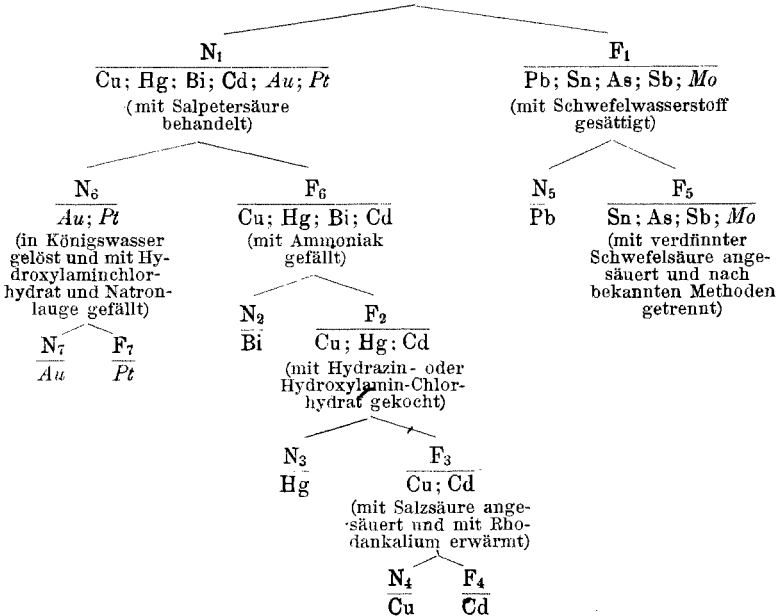 N₁
Cu; Hg; Bi; Cd; Au; Pt
(mit Salpetersäure
behandelt)
F₁
Pb; Sn; As; Sb; Mo
(mit Schwefelwasserstoff
gesättigt)
N₆
Au; Pt
(in Königswasser
gelöst und mit Hy-
droxylaminchlor-
hydrat und Natron-
lauge gefällt)
F₆
Cu; Hg; Bi; Cd
(mit Ammoniak
gefällt)
N₅
Pb
F₅
Sn; As; Sb; Mo
(mit verdünnter
Schwefelsäure ange-
säuert und nach
bekannten Methoden
getrennt)
N₇
Au
F₇
Pt
N₂
Bi
F₂
Cu; Hg; Cd
(mit Hydrazin- oder
Hydroxylamin-Chlor-
hydrat gekocht)
N₃
Hg
F₃
Cu; Cd
(mit Salzsäure ange-
säuert und mit Rho-
dankalium erwärmt)
N₄
Cu
F₄
Cd